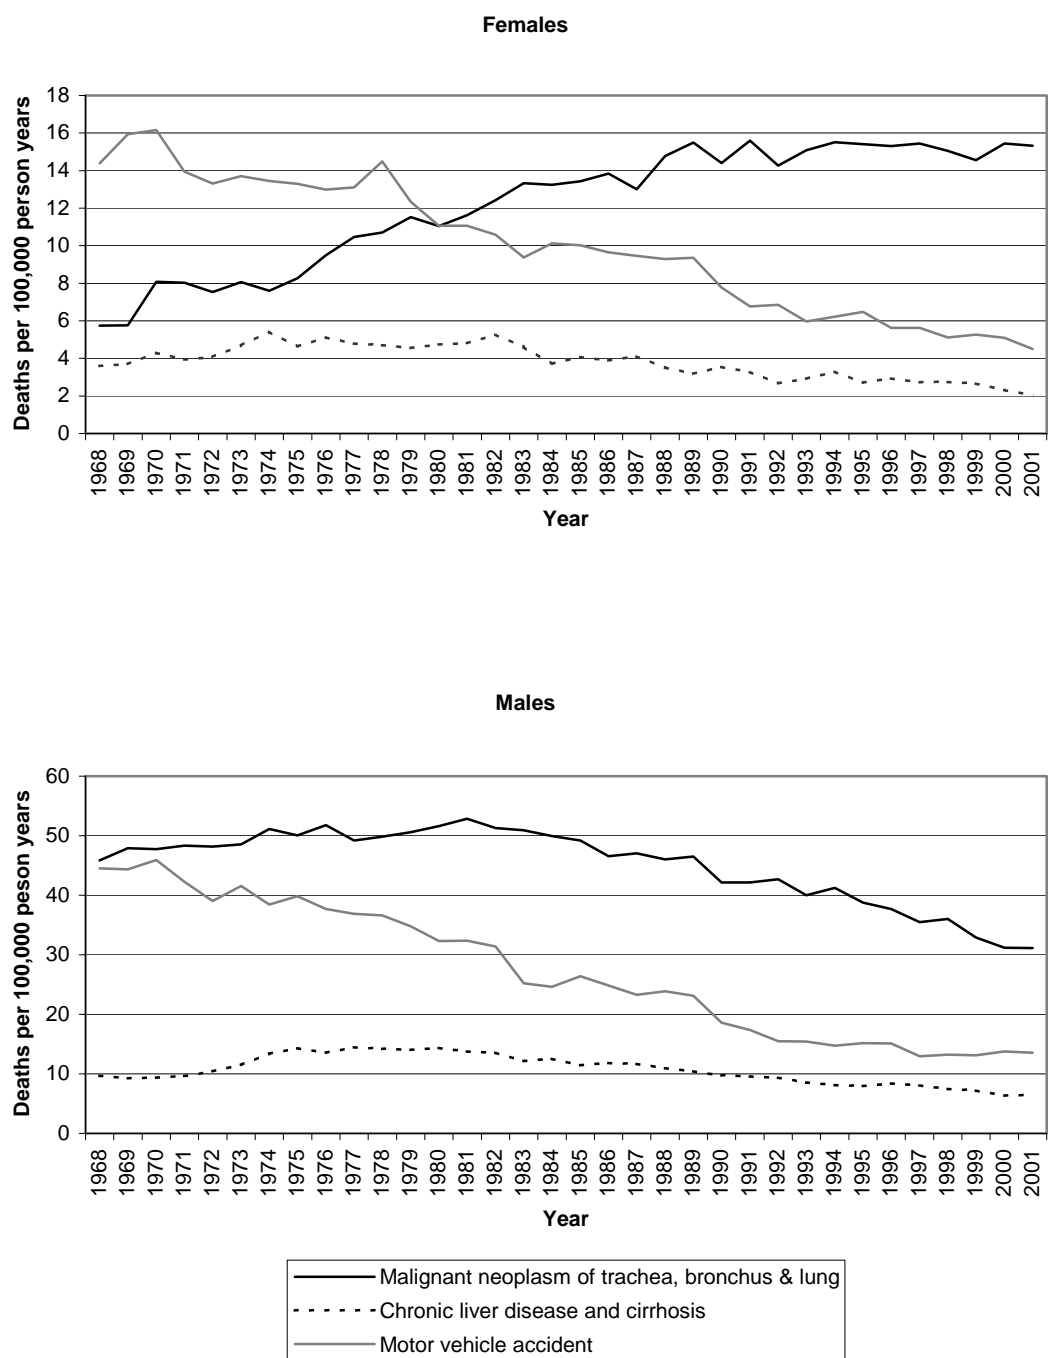 Females
Deaths per 100,000 person years
18
16
14
12
10
8
6
4
2
0
1968 1969 1970 1971 1972 1973 1974 1975 1976 1977 1978 1979 1980 1981 1982 1983 1984 1985 1986 1987 1988 1989 1990 1991 1992 1993 1994 1995 1996 1997 1998 1999 2000 2001
Year
Males
Deaths per 100,000 peson years
60
50
40
30
20
10
0
1968 1969 1970 1971 1972 1973 1974 1975 1976 1977 1978 1979 1980 1981 1982 1983 1984 1985 1986 1987 1988 1989 1990 1991 1992 1993 1994 1995 1996 1997 1998 1999 2000 2001
Year
Malignant neoplasm of trachea, bronchus & lung
Chronic liver disease and cirrhosis
Motor vehicle accident